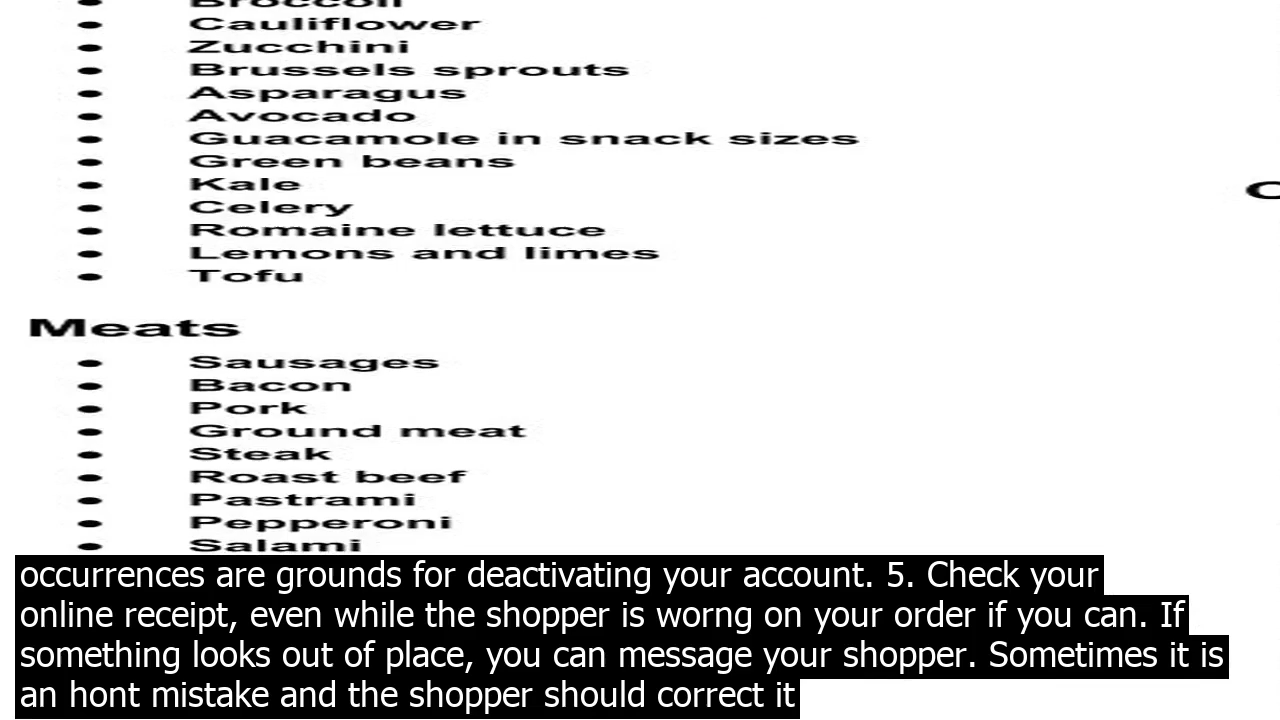 Broccoli
Cauliflower
Zucchini
Brussels sprouts
Asparagus
Avocado
Guacamole in snack sizes
Green beans
Kale
Celery
Romaine lettuce
Lemons and limes
Tofu
Meats
Sausages
Bacon
Pork
Ground meat
Steak
Roast beef
Pastrami
Pepperoni
Salami
occurrences are grounds for deactivating your account. 5. Check your
online receipt, even while the shopper is worng on your order if you can. If
something looks out of place, you can message your shopper. Sometimes it is
an hont mistake and the shopper should correct it